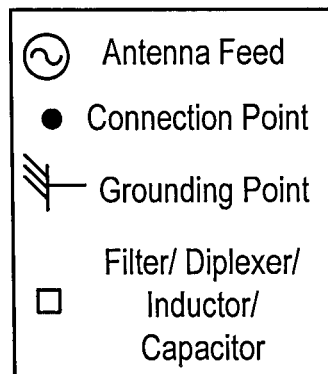 Antenna Feed
Connection Point
Grounding Point
Filter/ Diplexer/
Inductor/
Capacitor